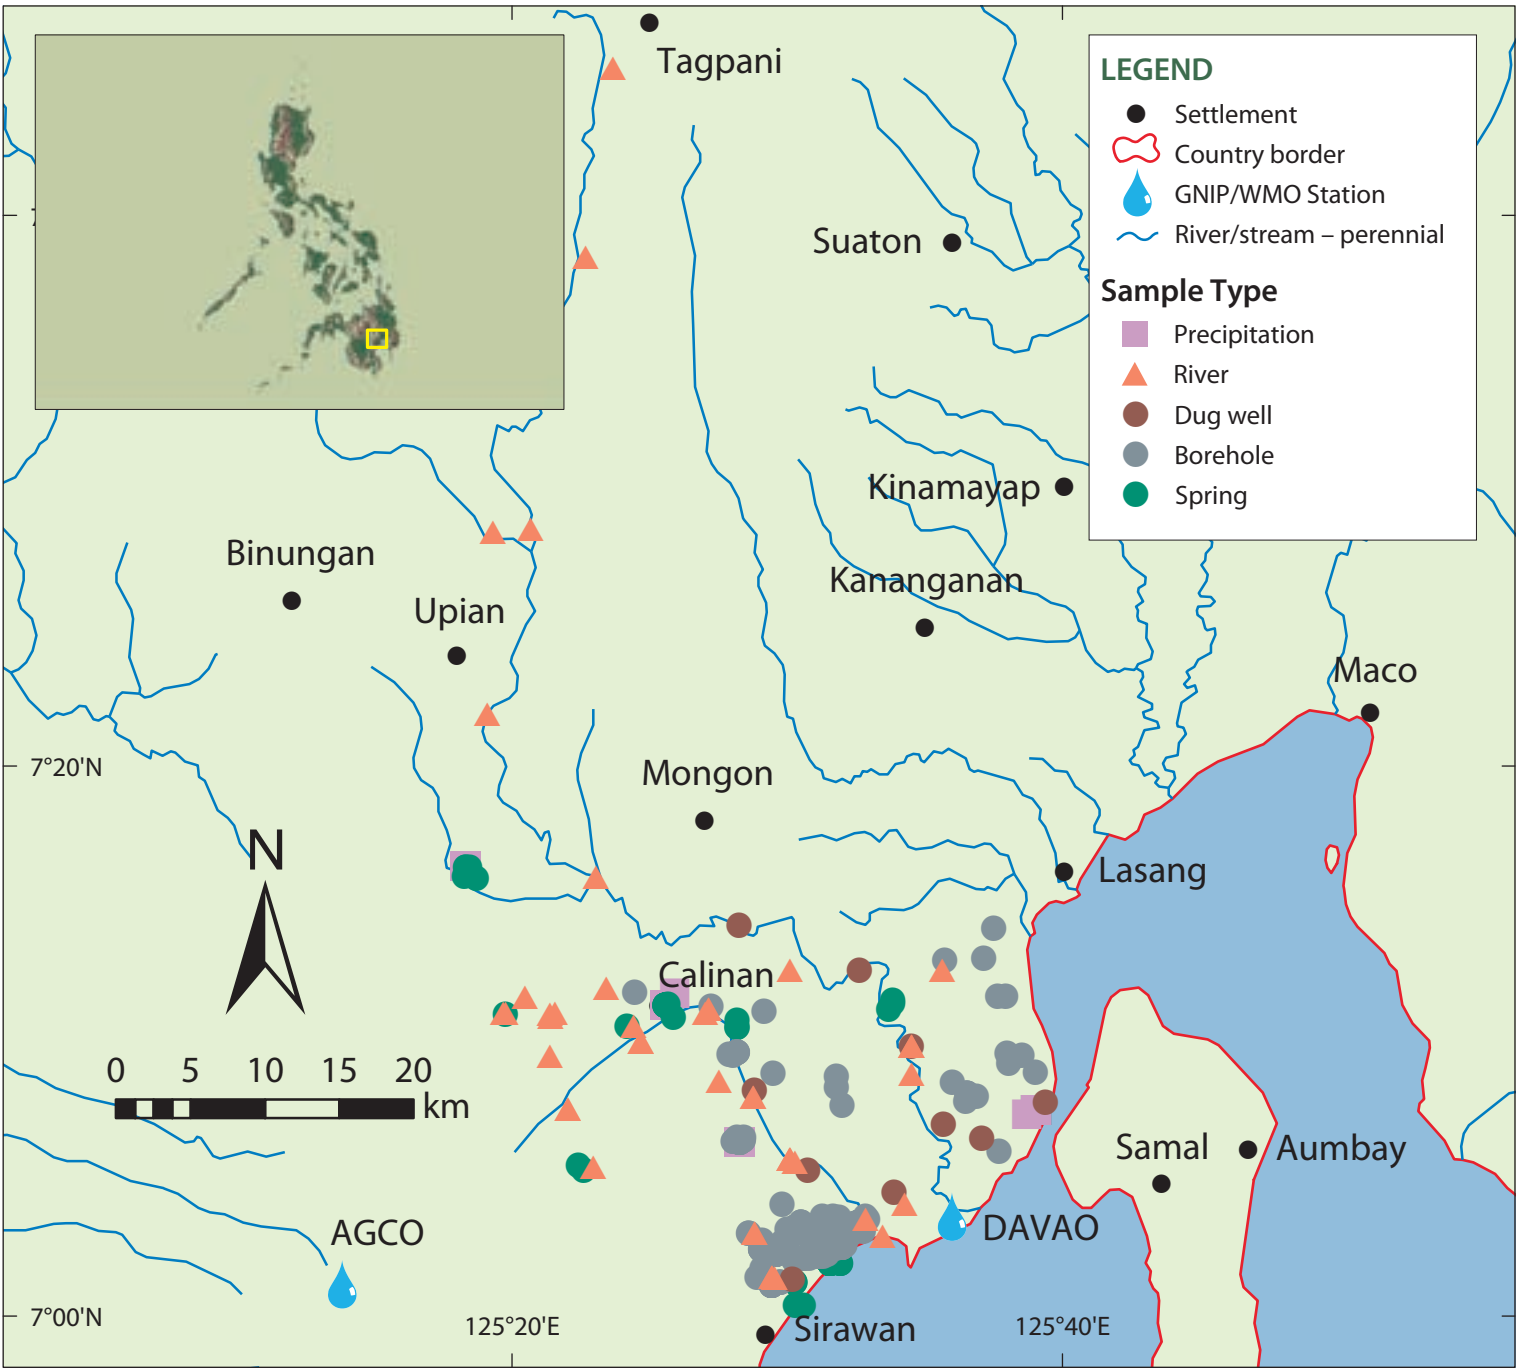 Tagpani
LEGEND
Settlement
Country border
GNIP/WMO Station
River/stream – perennial
Sample Type
Precipitation
River
Dug well
Borehole
Spring
Suaton
Kinamayap
Binungan
Kananganan
Upian
Maco
7°20'N
Mongon
N
Lasang
Calinan
0 5 10 15 20
km
Samal
Aumbay
AGCO
DAVAO
7°00'N
125°20'E
125°40'E
Sirawan